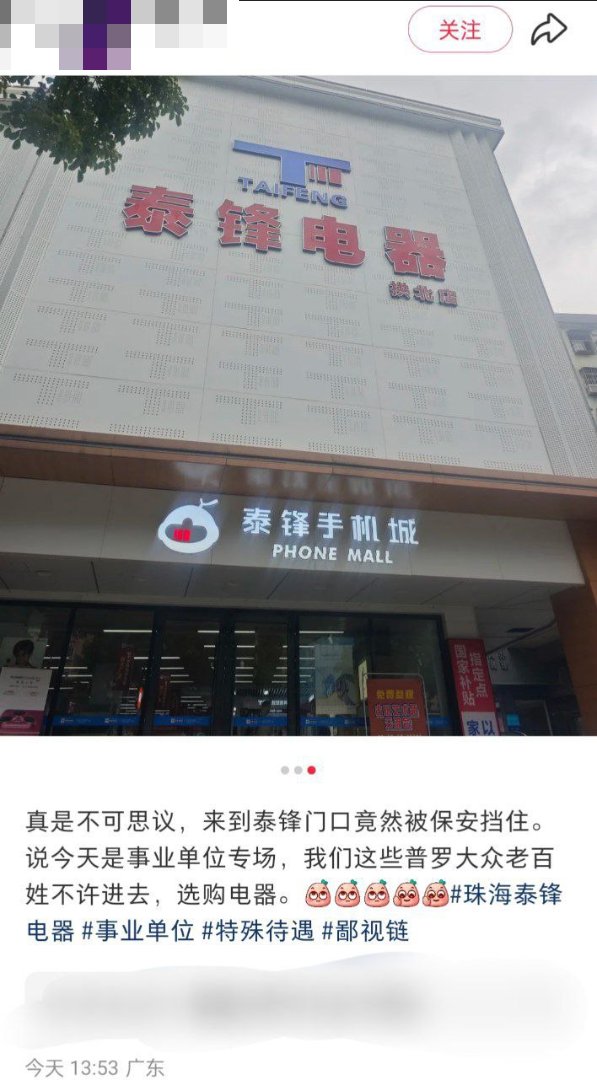 关注
TAIFENG
泰锋电器
拱北店
泰锋手机城
PHONE MALL
国家补贴
指定点
家以
真是不可思议，来到泰锋门口竟然被保安挡住。
说今天是事业单位专场，我们这些普罗大众老百
姓不许进去，选购电器。#珠海泰锋
电器 #事业单位 #特殊待遇 #鄙视链
今天 13:53 广东